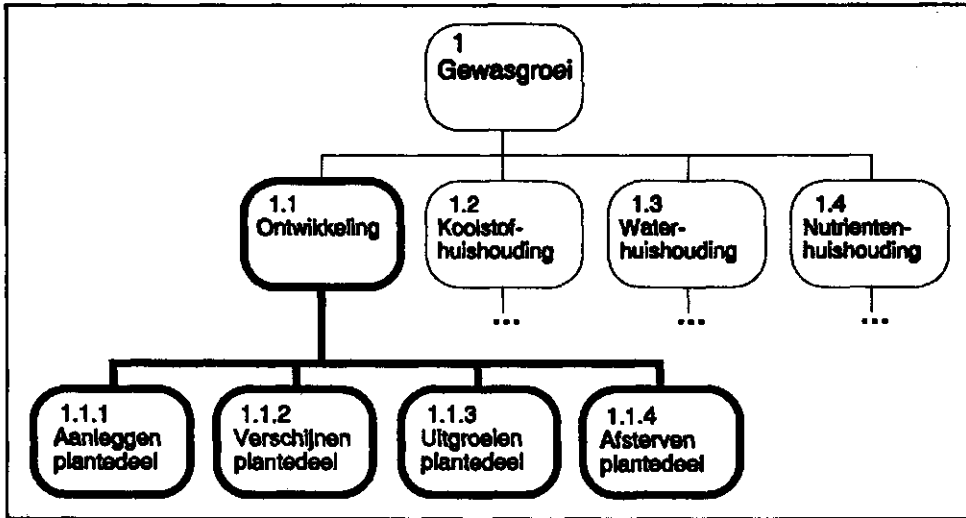 1
Gewasgroei
1.1
Ontwikkeling
1.2
Koolstof-
huishouding
1.3
Water-
huishouding
1.4
Nutrienten-
huishouding
...
...
...
1.1.1
Aanleggen
plantedeel
1.1.2
Verschijnen
plantedeel
1.1.3
Uitgroeien
plantedeel
1.1.4
Afsterven
plantedeel